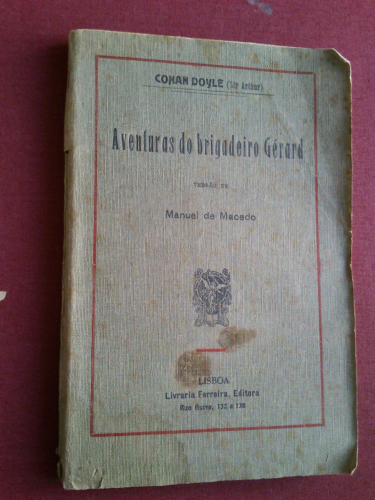 CONAN DOYLE (Sir Arthur)
Aventuras do brigadeiro Gérard
VERSÃO DE
Manuel de Macedo
LISBOA
Livraria Ferreira, Editora
Rua Aurea, 132 a 138